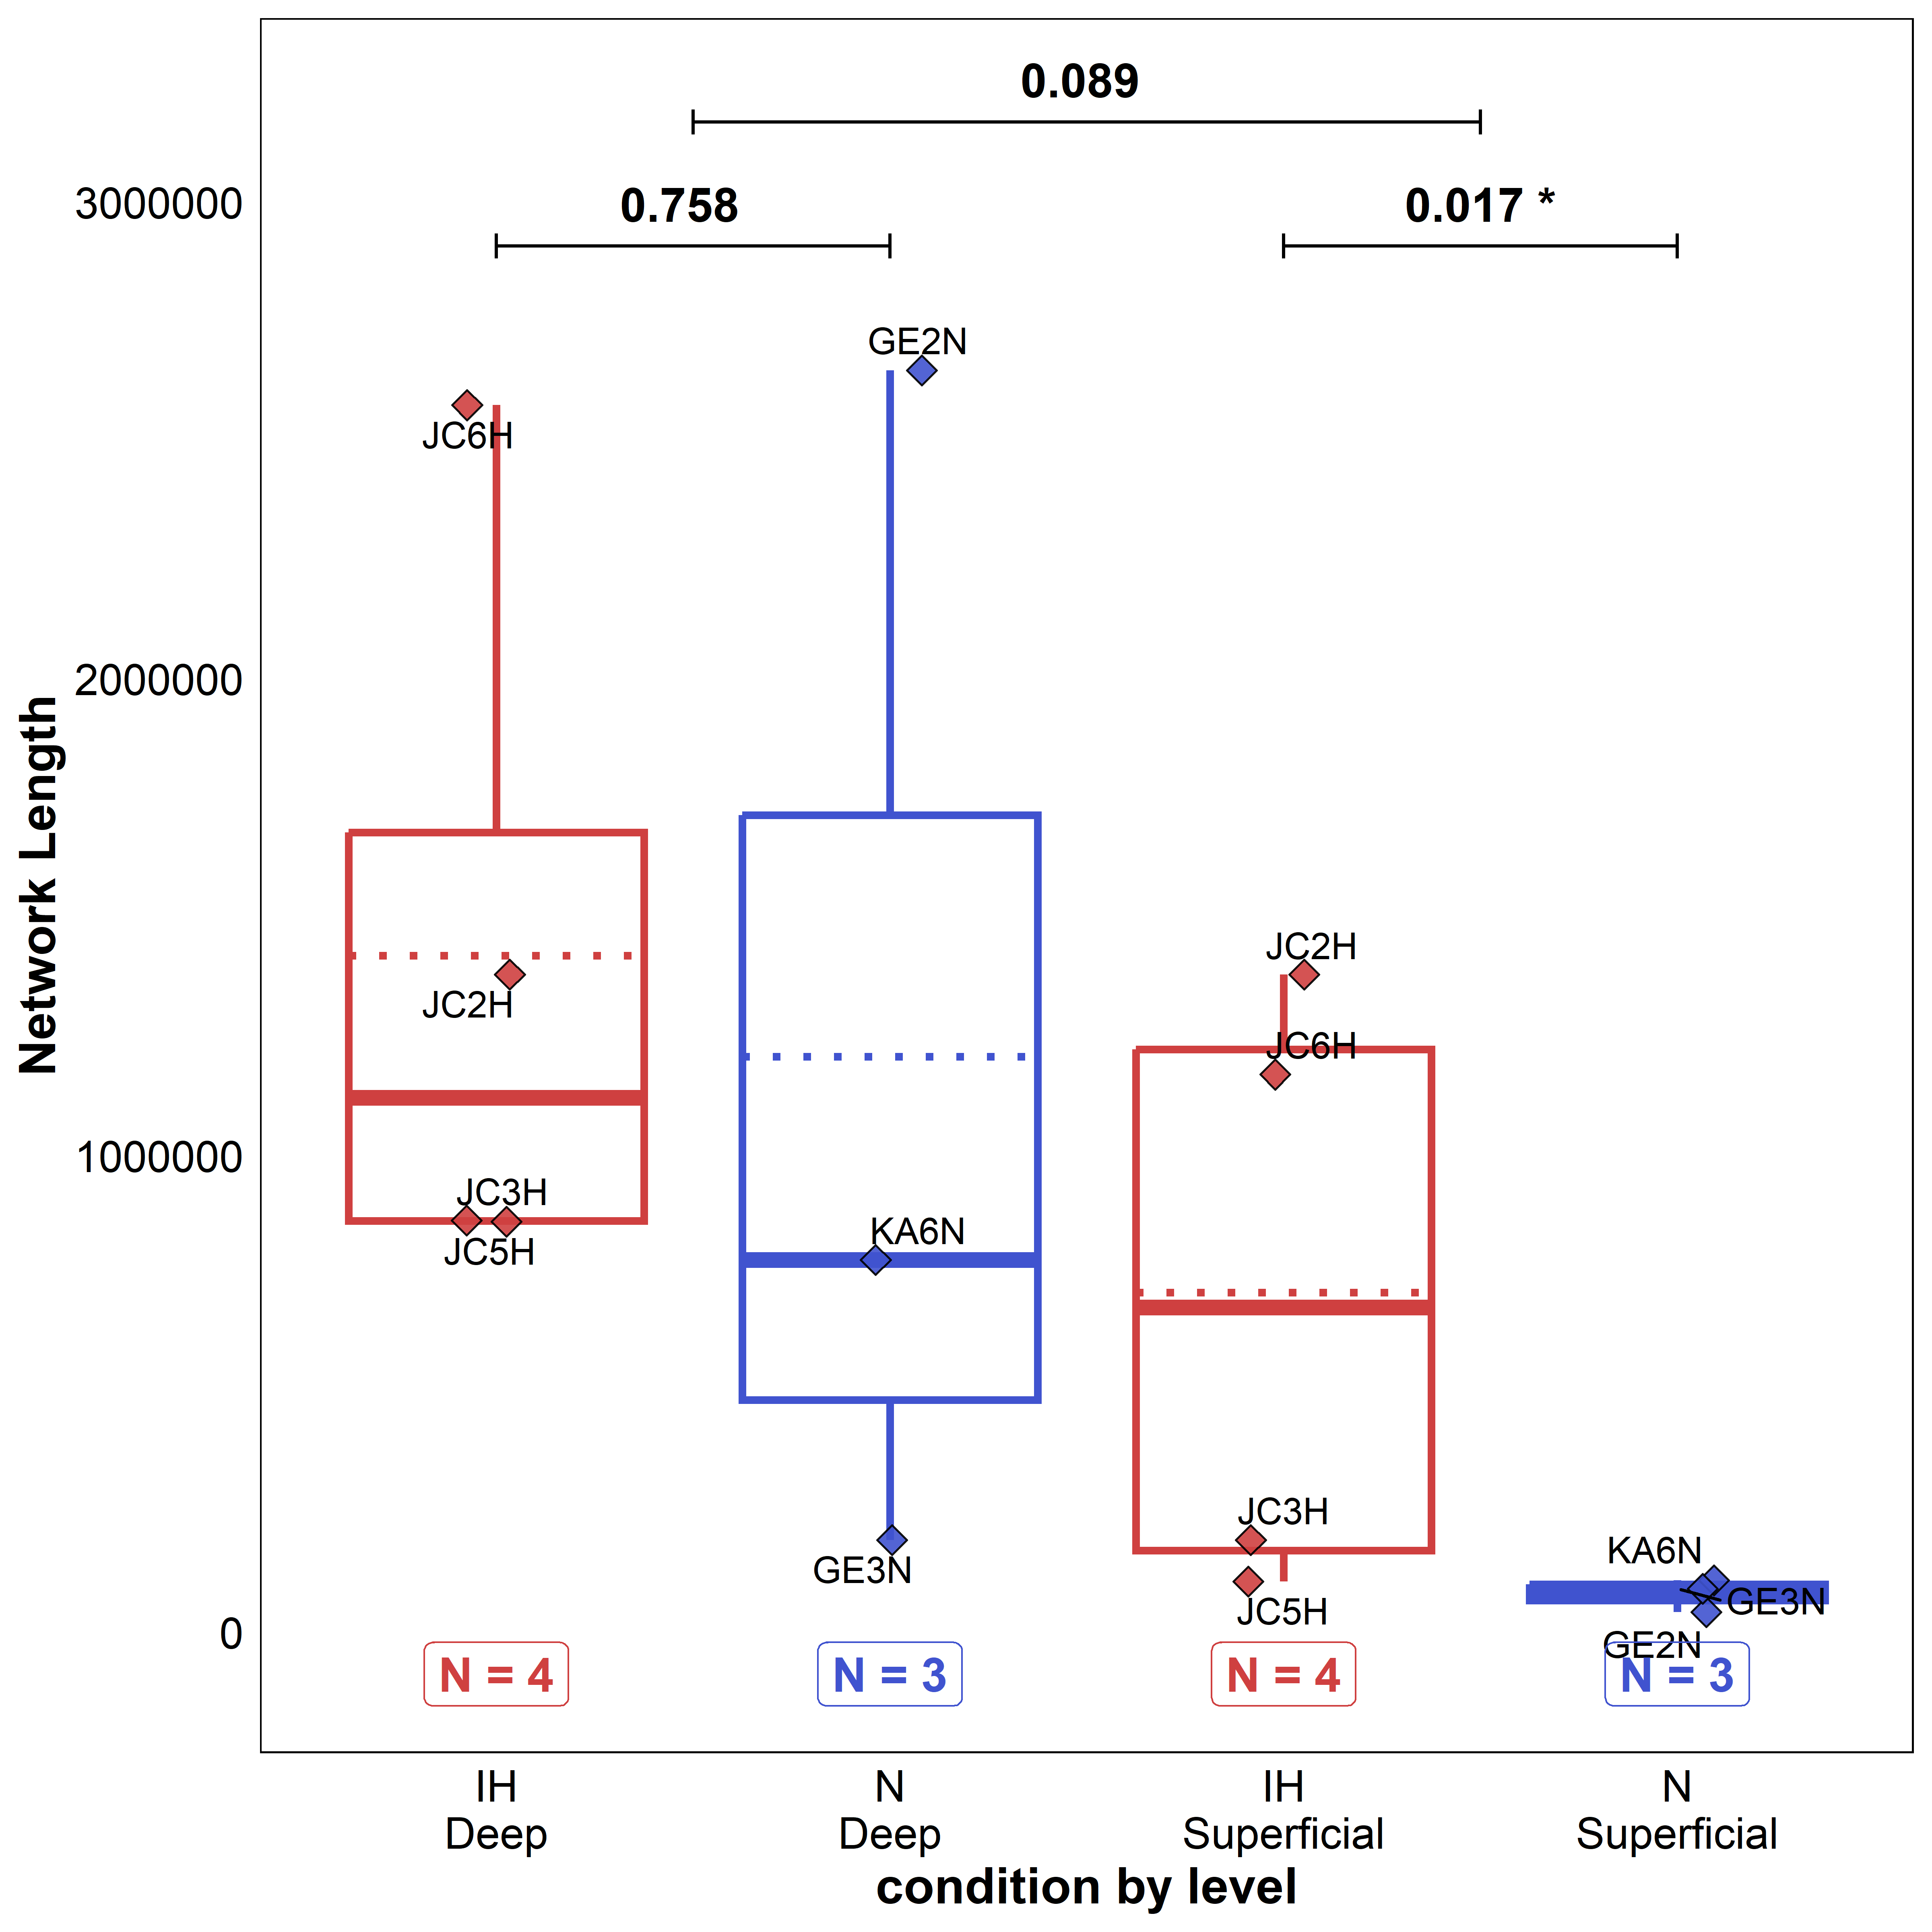 0.089
3000000
0.758
0.017 *
GE2N
JC6H
2000000
Network Length
JC2H
JC2H
JC6H
1000000
JC3H
JC5H
KA6N
GE3N
JC3H
JC5H
KA6N
GE3N
GE2N
0
N = 4
N = 3
N = 4
N = 3
IH
Deep
N
Deep
IH
Superficial
N
Superficial
condition by level